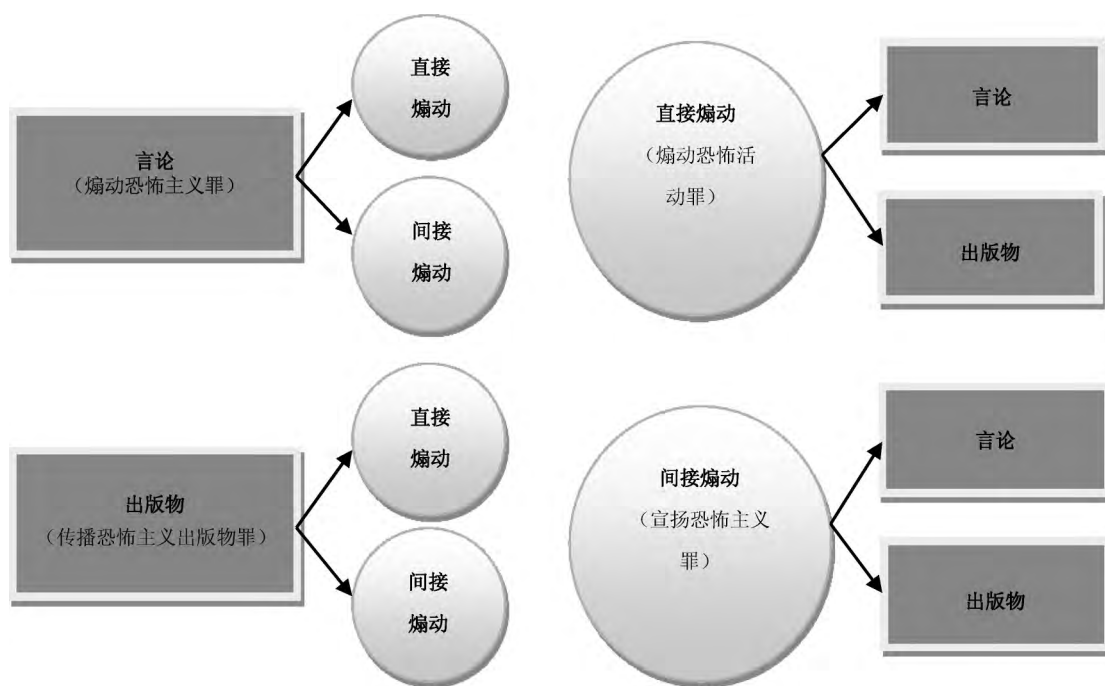 言论
（煽动恐怖主义罪）
直接
煽动
间接
煽动
直接煽动
（煽动恐怖活
动罪）
言论
出版物
出版物
（传播恐怖主义出版物罪）
直接
煽动
间接
煽动
间接煽动
（宣扬恐怖主义
罪）
言论
出版物